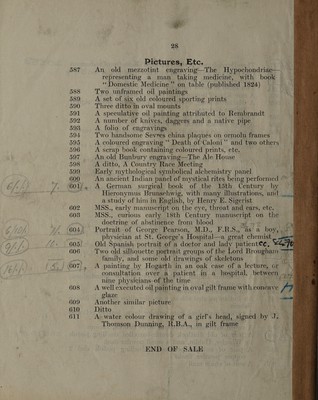 28
Pictures, Etc.
587 An old mezzotint engraving—The Hypochondriac—
representing a man taking medicine, with book
"Domestic Medicine" on table (published 1824)
588 Two unframed oil paintings
589 A set of six old coloured sporting prints
590 Three ditto in oval mounts
591 A speculative oil painting attributed to Rembrandt
592 A number of knives, daggers and a native pipe
593 A folio of engravings
594 Two handsome Sevres china plaques on ormolu frames
595 A coloured engraving "Death of Calon" and two others
596 A scrap book containing coloured prints, etc.
597 An old Bunbury engraving—The Ale House
598 A ditto, A Country Race Meeting
599 Early mythological symbolical alchemistry panel
600 An ancient Indian panel of mystical rites being performed
601 A German surgical book of the 15th Century by
Hieronymus Brunschwig, with many illustrations, and
a study of him in English, by Henry E. Sigerist
602 MSS., early manuscript on the eye, throat and ears, etc.
603 MSS., curious early 18th Century manuscript on the
doctrine of abstinence from blood
604 Portrait of George Pearson, M.D., F.R.S., as a boy,
physician at St. George's Hospital—a great chemist
605 Old Spanish portrait of a doctor and lady patient
606 Two old silhouette portrait groups of the Lord Brougham
family, and some old drawings of skeletons
607 A painting by Hogarth in an oak case of a lecture, or
consultation over a patient in a hospital, between
nine physicians of the time
608 A well executed oil painting in oval gilt frame with concave
glaze
609 Another similar picture
610 Ditto
611 A water colour drawing of a girl's head, signed by J.
Thomson Dunning, R.B.A., in gilt frame
END OF SALE